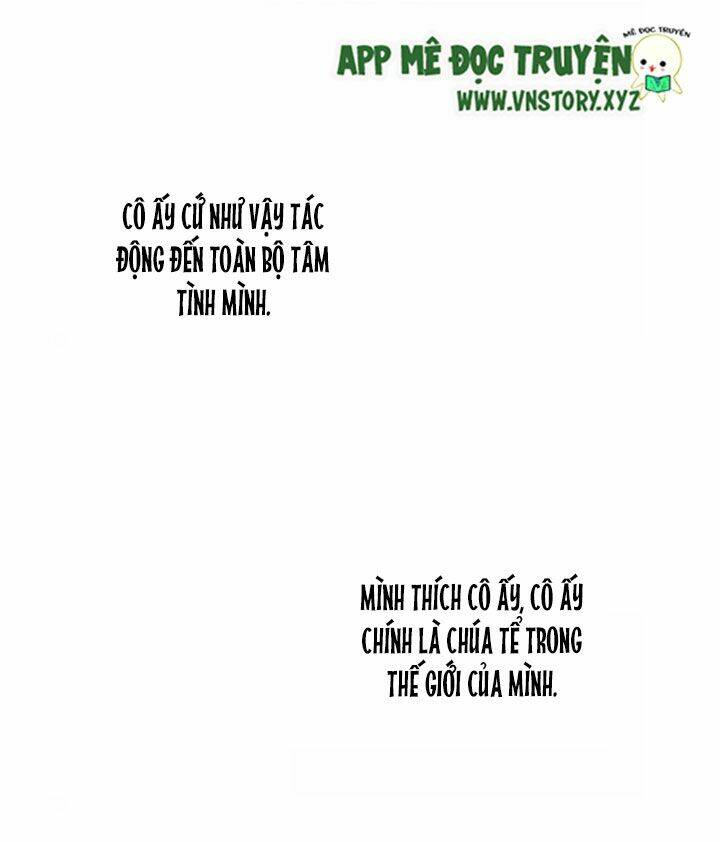 MÊ ĐỌC TRUYỆN
APP MÊ ĐỌC TRUYỆN
WWW.VNSTORY.XYZ
CÔ ẤY CỨ NHƯ VẬY TÁC
ĐỘNG ĐẾN TOÀN BỘ TÂM
TÌNH MÌNH.
MÌNH THÍCH CÔ ẤY, CÔ ẤY
CHÍNH LÀ CHÚA TỂ TRONG
THẾ GIỚI CỦA MÌNH.